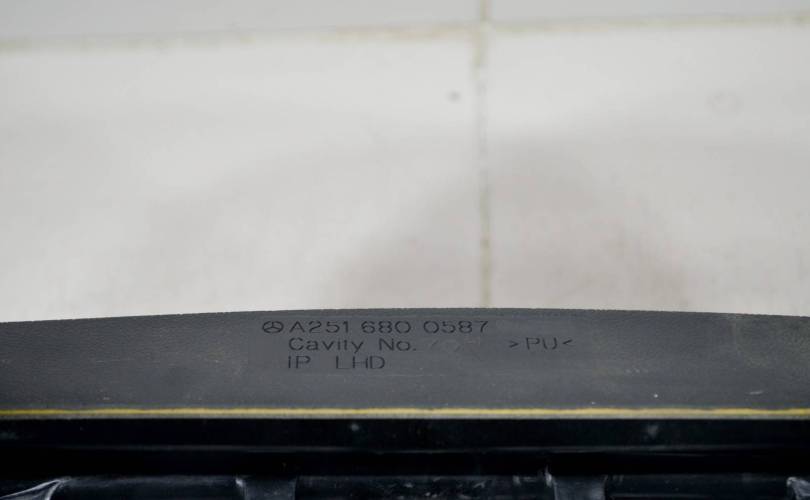 A251 680 0587
Cavity No. >PU<
IP LHD